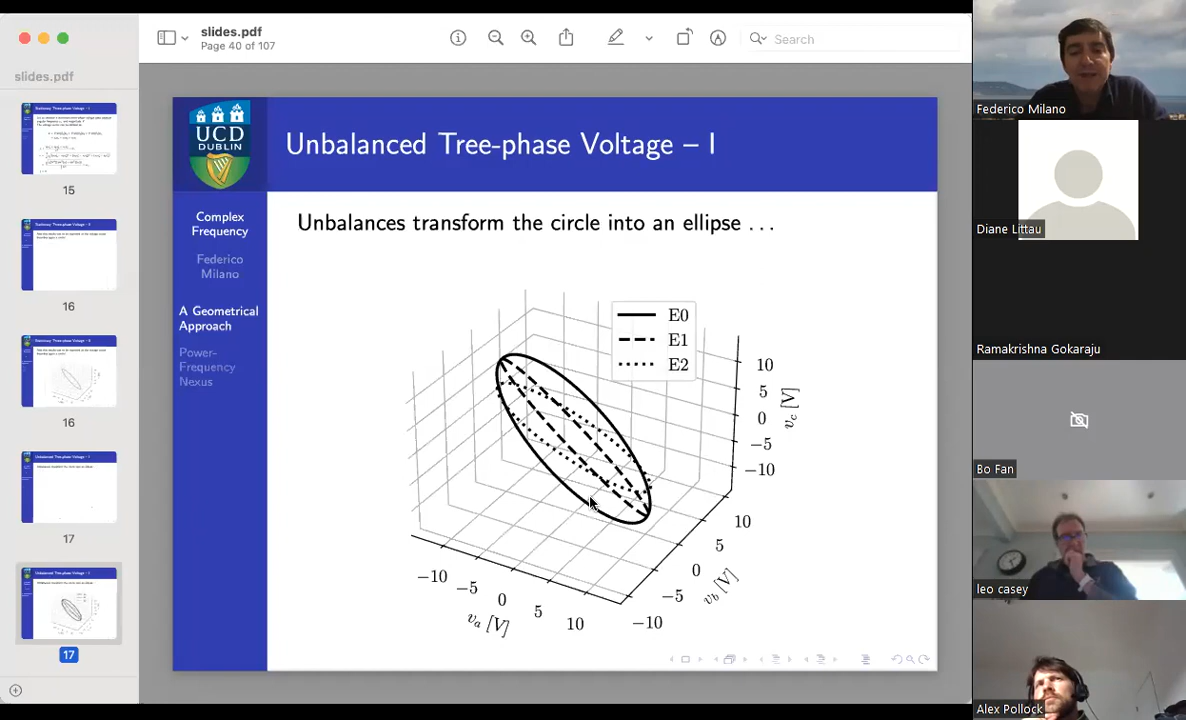 slides.pdf
Page 40 of 107
Search
slides.pdf
15
16
16
17
17
UCD
DUBLIN
Unbalanced Tree-phase Voltage – I
Complex
Frequency
Federico
Milano
A Geometrical
Approach
Power-
Frequency
Nexus
Unbalances transform the circle into an ellipse . . .
E0
E1
E2
10
5
0
−5
−10
v_c [V]
10
5
0
−5
−10
v_b [V]
−10
−5
0
5
10
v_a [V]
Federico Milano
Diane Littau
Ramakrishna Gokaraju
Bo Fan
leo casey
Alex Pollock